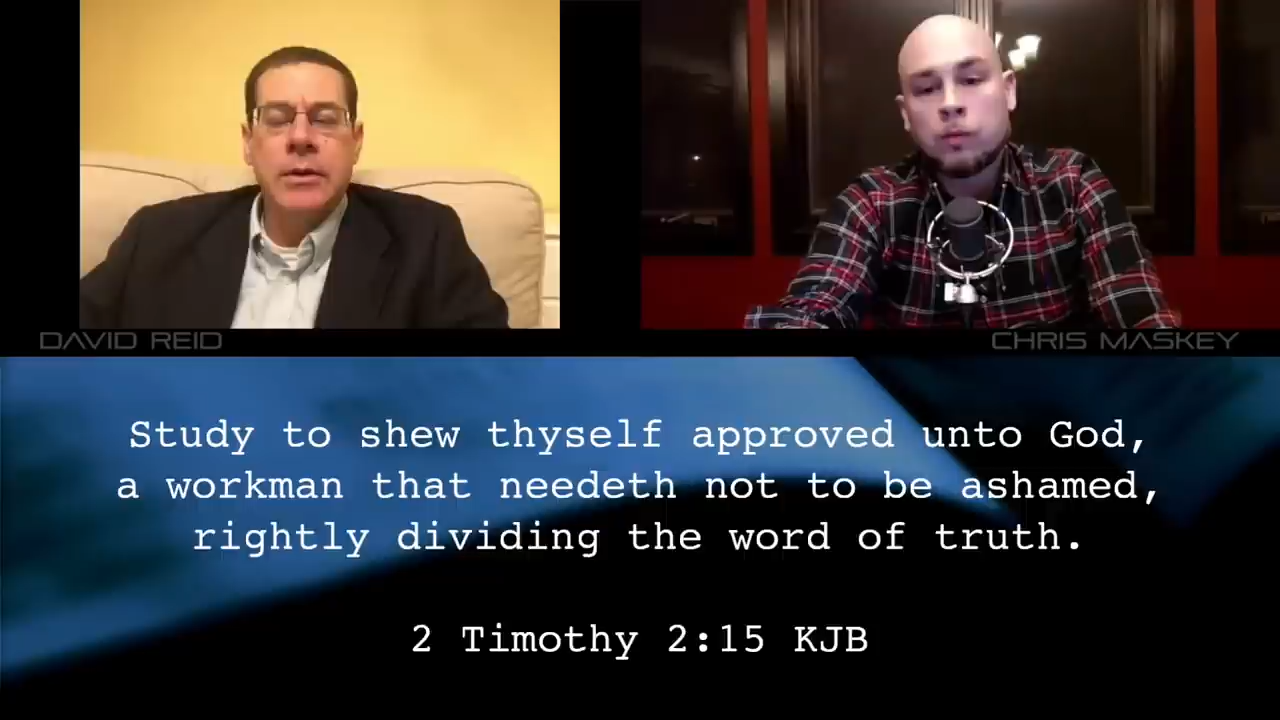 DAVID REID
CHRIS MASKEY
Study to shew thyself approved unto God,
a workman that needeth not to be ashamed,
rightly dividing the word of truth.
2 Timothy 2:15 KJB